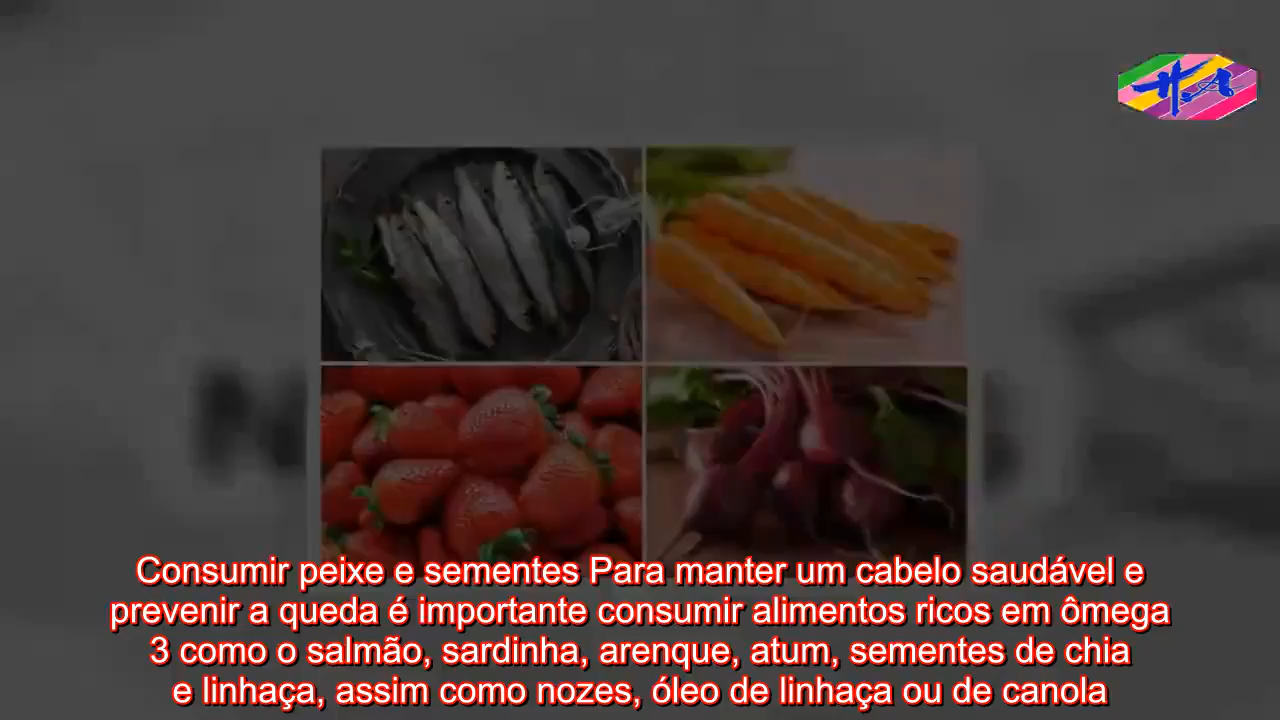 HA
Consumir peixe e sementes Para manter um cabelo saudável e
prevenir a queda é importante consumir alimentos ricos em ômega
3 como o salmão, sardinha, arenque, atum, sementes de chia
e linhaça, assim como nozes, óleo de linhaça ou de canola